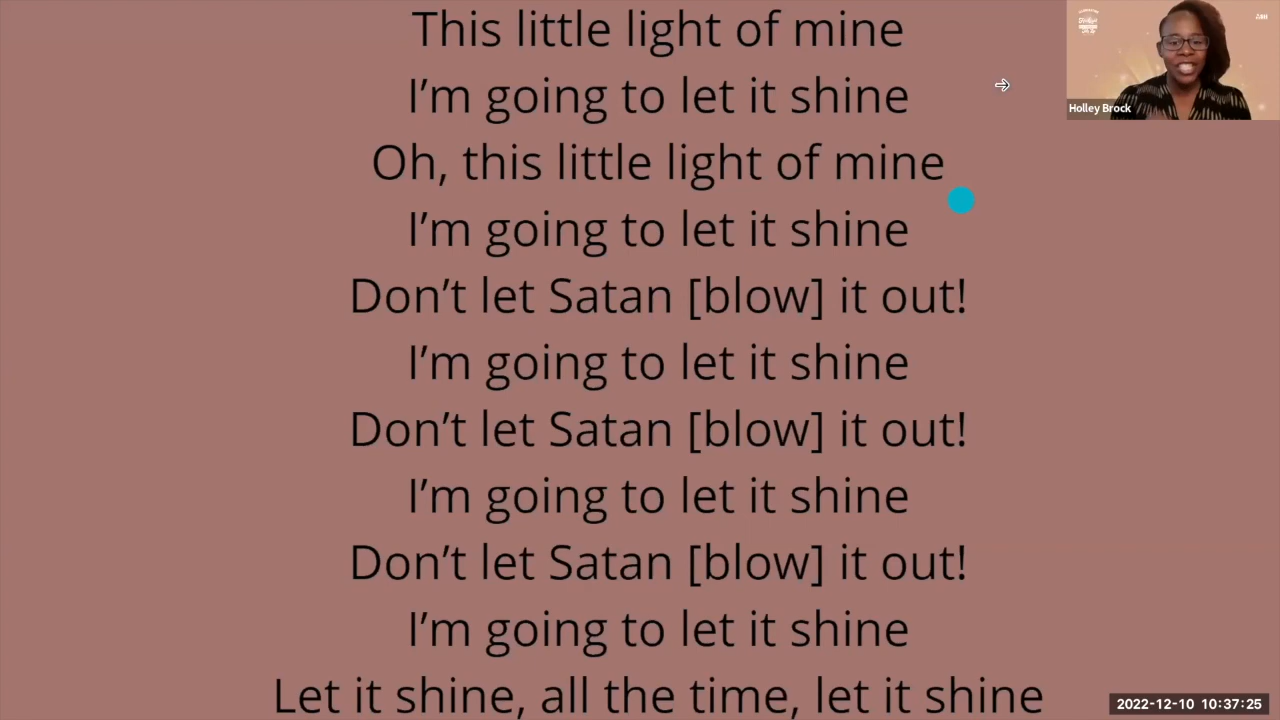 This little light of mine
I'm going to let it shine
Oh, this little light of mine
I'm going to let it shine
Don't let Satan [blow] it out!
I'm going to let it shine
Don't let Satan [blow] it out!
I'm going to let it shine
Don't let Satan [blow] it out!
I'm going to let it shine
Let it shine, all the time, let it shine
Holley Brock
2022-12-10 10:37:25